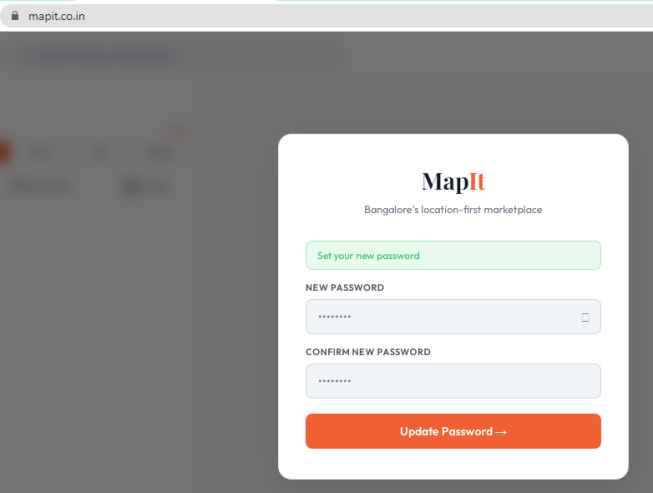 mapit.co.in
MapIt
Bangalore's location-first marketplace
Set your new password
NEW PASSWORD
••••••••
CONFIRM NEW PASSWORD
••••••••
Update Password →